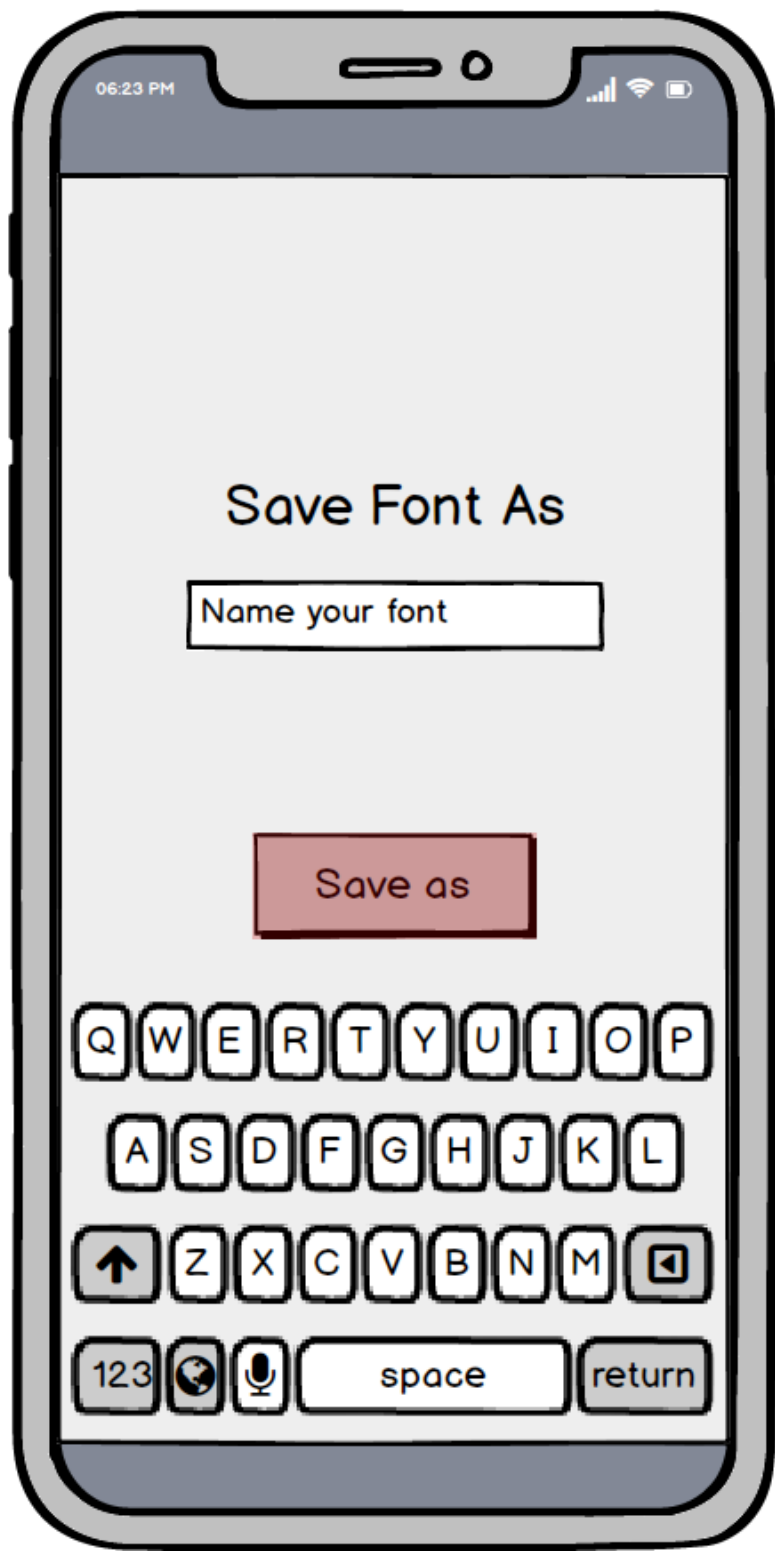 06:23 PM
Save Font As
Name your font
Save as
Q W E R T Y U I O P
A S D F G H J K L
Z X C V B N M
123 space return